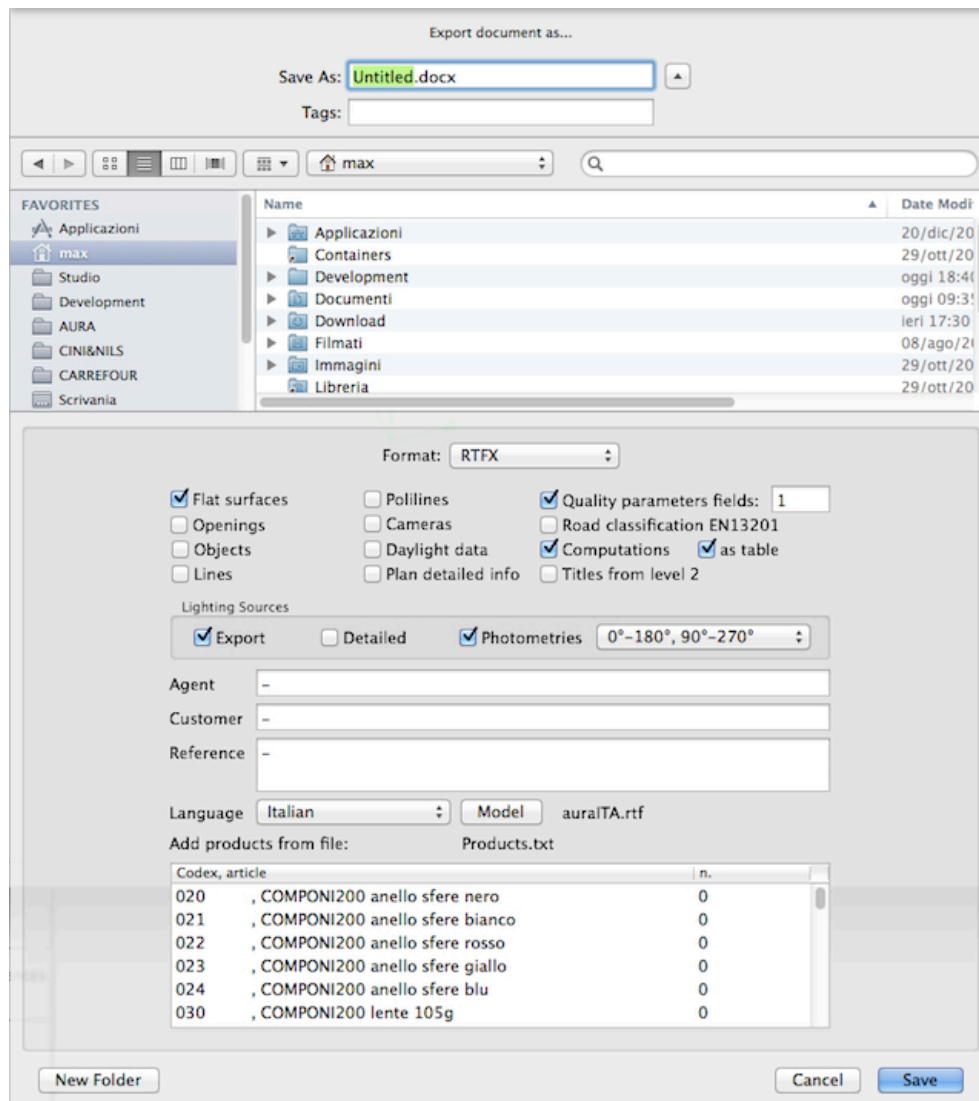 Export document as...
Save As: Untitled.docx
Tags:
max
FAVORITES
Applicazioni
max
Studio
Development
AURA
CINI&NILS
CARREFOUR
Scrivania
Name Date Modi
Applicazioni 20/dic/20
Containers 29/ott/20
Development oggi 18:40
Documenti oggi 09:35
Download ieri 17:30
Filmati 08/ago/20
Immagini 29/ott/20
Libreria 29/ott/20
Format: RTFX
Flat surfaces Polilines Quality parameters fields: 1
Openings Cameras Road classification EN13201
Objects Daylight data Computations as table
Lines Plan detailed info Titles from level 2
Lighting Sources
Export Detailed Photometries 0°-180°, 90°-270°
Agent -
Customer -
Reference -
Language Italian Model auraITA.rtf
Add products from file: Products.txt
Codex, article n.
020 , COMPONI200 anello sfere nero 0
021 , COMPONI200 anello sfere bianco 0
022 , COMPONI200 anello sfere rosso 0
023 , COMPONI200 anello sfere giallo 0
024 , COMPONI200 anello sfere blu 0
030 , COMPONI200 lente 105g 0
New Folder Cancel Save